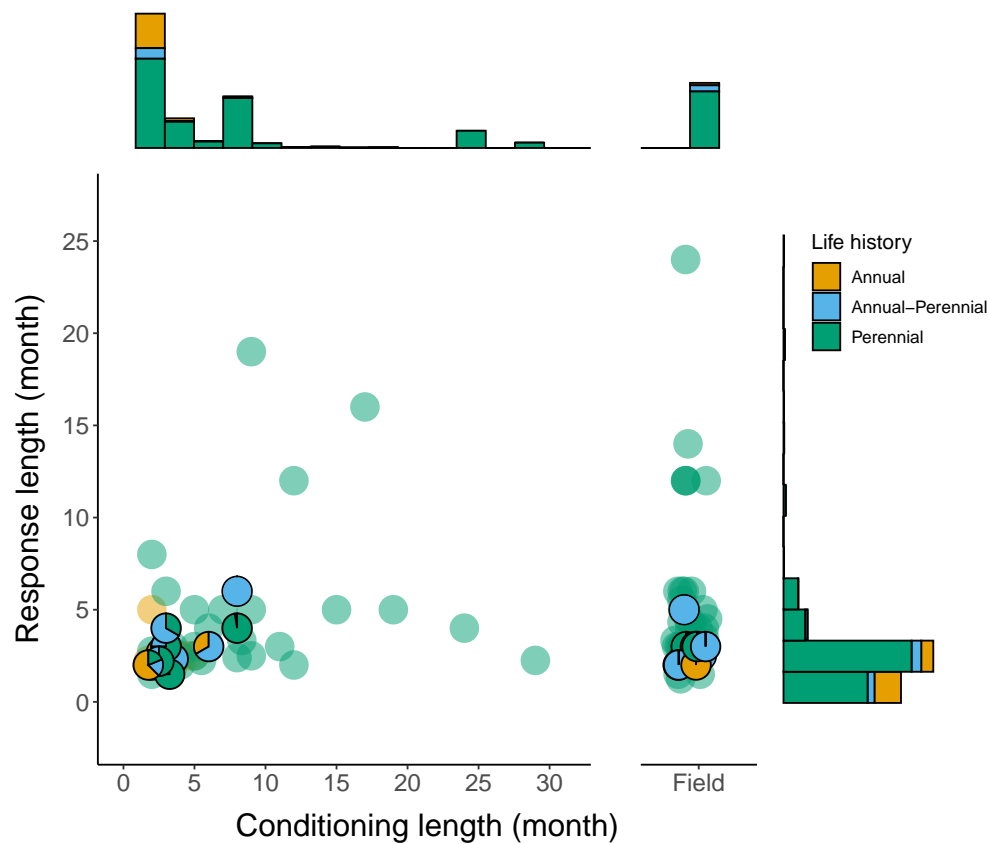 Life history
Annual
Annual–Perennial
Perennial
Response length (month)
25
20
15
10
5
0
0 5 10 15 20 25 30 Field
Conditioning length (month)